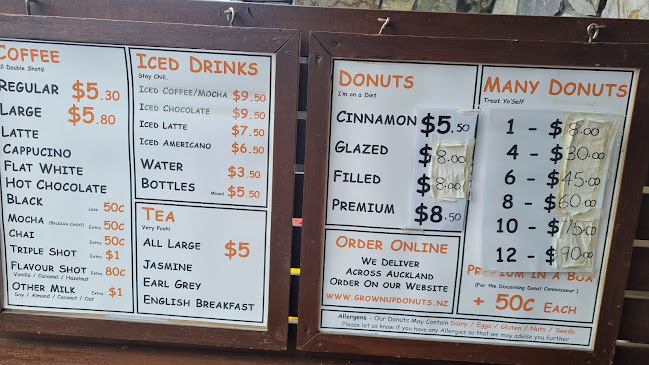 COFFEE
All Double Shots!
REGULAR $5.30
LARGE $5.80
LATTE
CAPPUCINO
FLAT WHITE
HOT CHOCOLATE
BLACK Less 50c
MOCHA (BELGIAN CHOC) Extra 50c
CHAI Extra 50c
TRIPLE SHOT Extra $1
FLAVOUR SHOT Extra 80c
Vanilla / Caramel / Hazelnut
OTHER MILK Extra $1
Soy / Almond / Coconut / Oat
ICED DRINKS
Stay Chill..
ICED COFFEE/MOCHA $9.50
ICED CHOCOLATE $9.50
ICED LATTE $7.50
ICED AMERICANO $6.50
WATER $3.50
BOTTLES Mixed $5.50
TEA
Very Posh!
ALL LARGE $5
JASMINE
EARL GREY
ENGLISH BREAKFAST
DONUTS
I'm on a Diet
CINNAMON $5.50
GLAZED $8.00
FILLED $8.00
PREMIUM $8.50
ORDER ONLINE
WE DELIVER
ACROSS AUCKLAND
ORDER ON OUR WEBSITE
WWW.GROWNUPDONUTS.NZ
MANY DONUTS
Treat Yo'Self
1 - $8.00
4 - $30.00
6 - $45.00
8 - $60.00
10 - $75.00
12 - $90.00
PREMIUM IN A BOX
(For the Discerning Donut Connoisseur)
+ 50c EACH
Allergens - Our Donuts May Contain Dairy / Eggs / Gluten / Nuts / Seeds
Please let us know if you have any Allergies so that we may advise you further